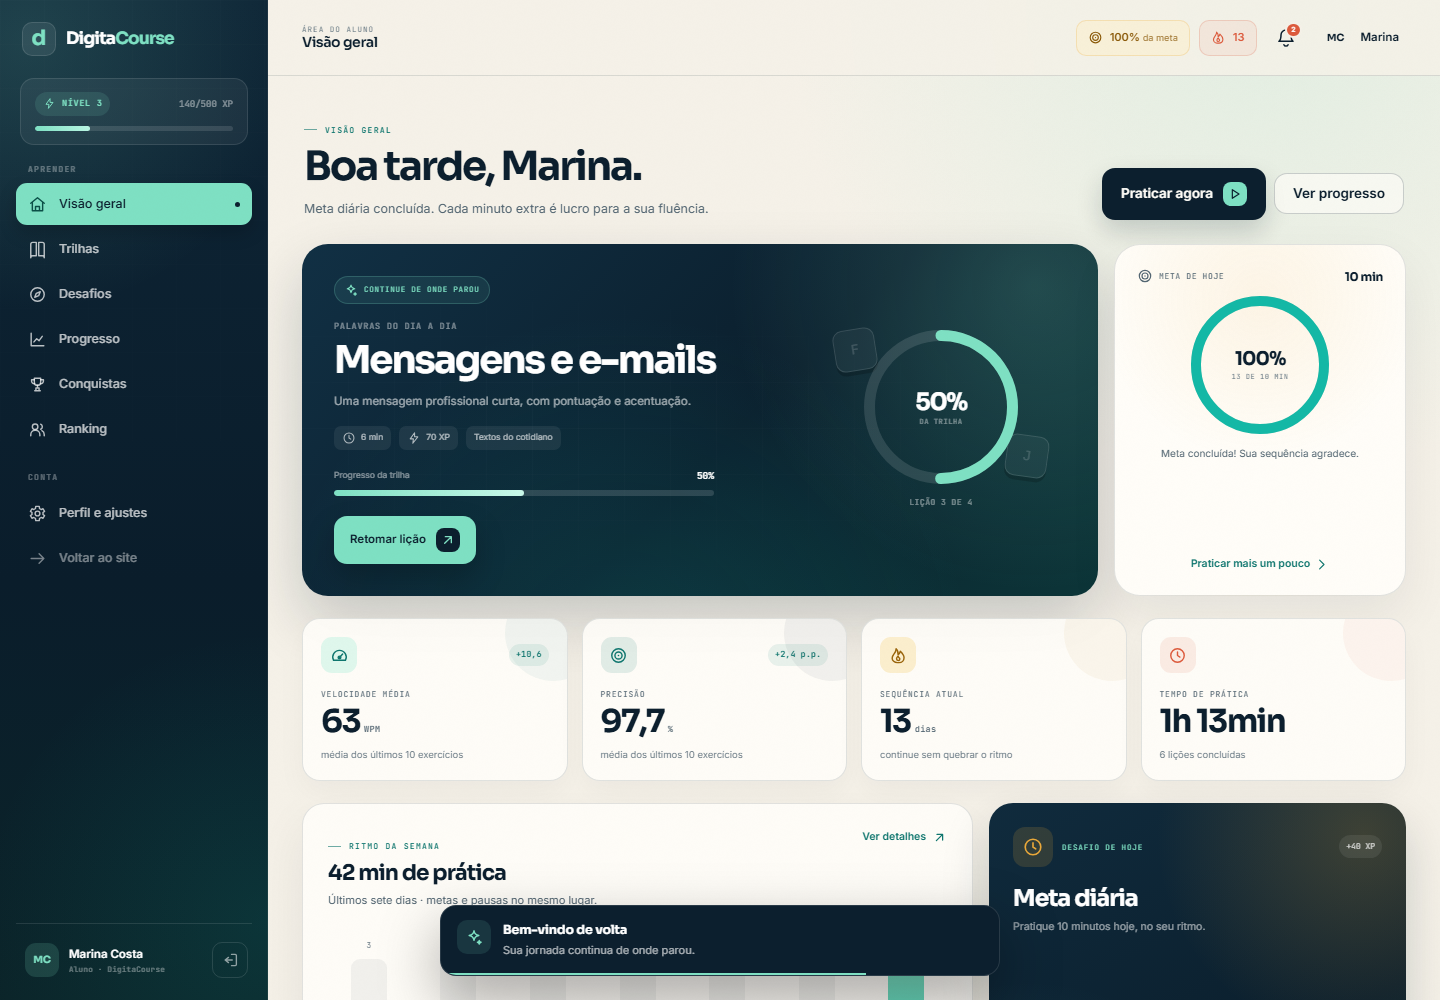 d DigitaCourse
NÍVEL 3
140/500 XP
APRENDER
Visão geral
Trilhas
Desafios
Progresso
Conquistas
Ranking
CONTA
Perfil e ajustes
Voltar ao site
MC
Marina Costa
Aluno · DigitaCourse
ÁREA DO ALUNO
Visão geral
100% da meta
13
2
MC
Marina
VISÃO GERAL
Boa tarde, Marina.
Meta diária concluída. Cada minuto extra é lucro para a sua fluência.
Praticar agora
Ver progresso
CONTINUE DE ONDE PAROU
PALAVRAS DO DIA A DIA
Mensagens e e-mails
Uma mensagem profissional curta, com pontuação e acentuação.
6 min
70 XP
Textos do cotidiano
Progresso da trilha
50%
Retomar lição
F
50%
DA TRILHA
J
LIÇÃO 3 DE 4
META DE HOJE
10 min
100%
13 DE 10 MIN
Meta concluída! Sua sequência agradece.
Praticar mais um pouco
+10,6
VELOCIDADE MÉDIA
63 WPM
média dos últimos 10 exercícios
+2,4 p.p.
PRECISÃO
97,7 %
média dos últimos 10 exercícios
SEQUÊNCIA ATUAL
13 dias
continue sem quebrar o ritmo
TEMPO DE PRÁTICA
1h 13min
6 lições concluídas
RITMO DA SEMANA
42 min de prática
Últimos sete dias · metas e pausas no mesmo lugar.
Ver detalhes
3
DESAFIO DE HOJE
+40 XP
Meta diária
Pratique 10 minutos hoje, no seu ritmo.
Bem-vindo de volta
Sua jornada continua de onde parou.